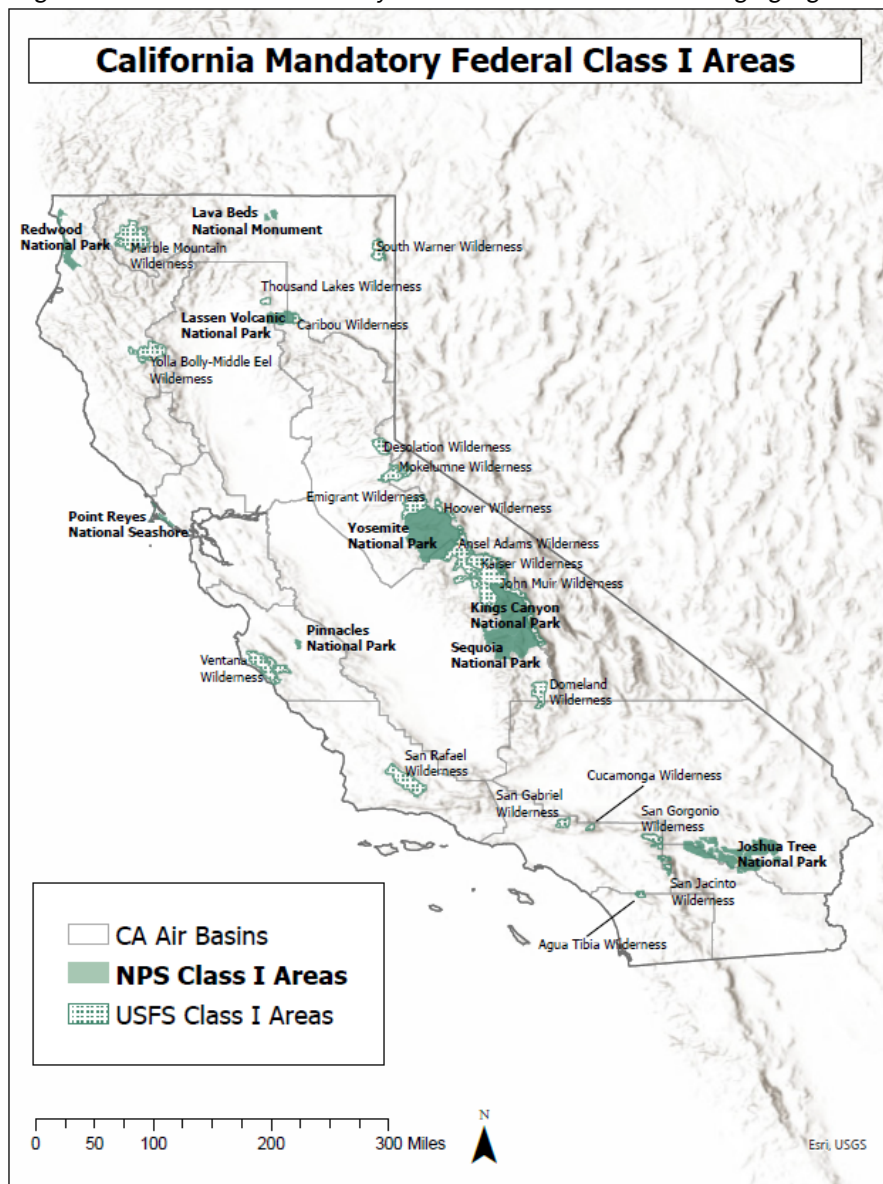 California Mandatory Federal Class I Areas
Redwood
National Park
Marble Mountain
Wilderness
Lava Beds
National Monument
South Warner Wilderness
Thousand Lakes Wilderness
Lassen Volcanic
National Park
Caribou Wilderness
Yolla Bolly-Middle Eel
Wilderness
Desolation Wilderness
Mokelumne Wilderness
Emigrant Wilderness
Hoover Wilderness
Point Reyes
National Seashore
Yosemite
National Park
Ansel Adams Wilderness
Kaiser Wilderness
John Muir Wilderness
Kings Canyon
National Park
Pinnacles
National Park
Sequoia
National Park
Ventana
Wilderness
Domeland
Wilderness
San Rafael
Wilderness
Cucamonga Wilderness
San Gabriel
Wilderness
San Gorgonio
Wilderness
Joshua Tree
National Park
San Jacinto
Wilderness
Agua Tibia Wilderness
CA Air Basins
NPS Class I Areas
USFS Class I Areas
0 50 100 200 300 Miles
N
Esri, USGS